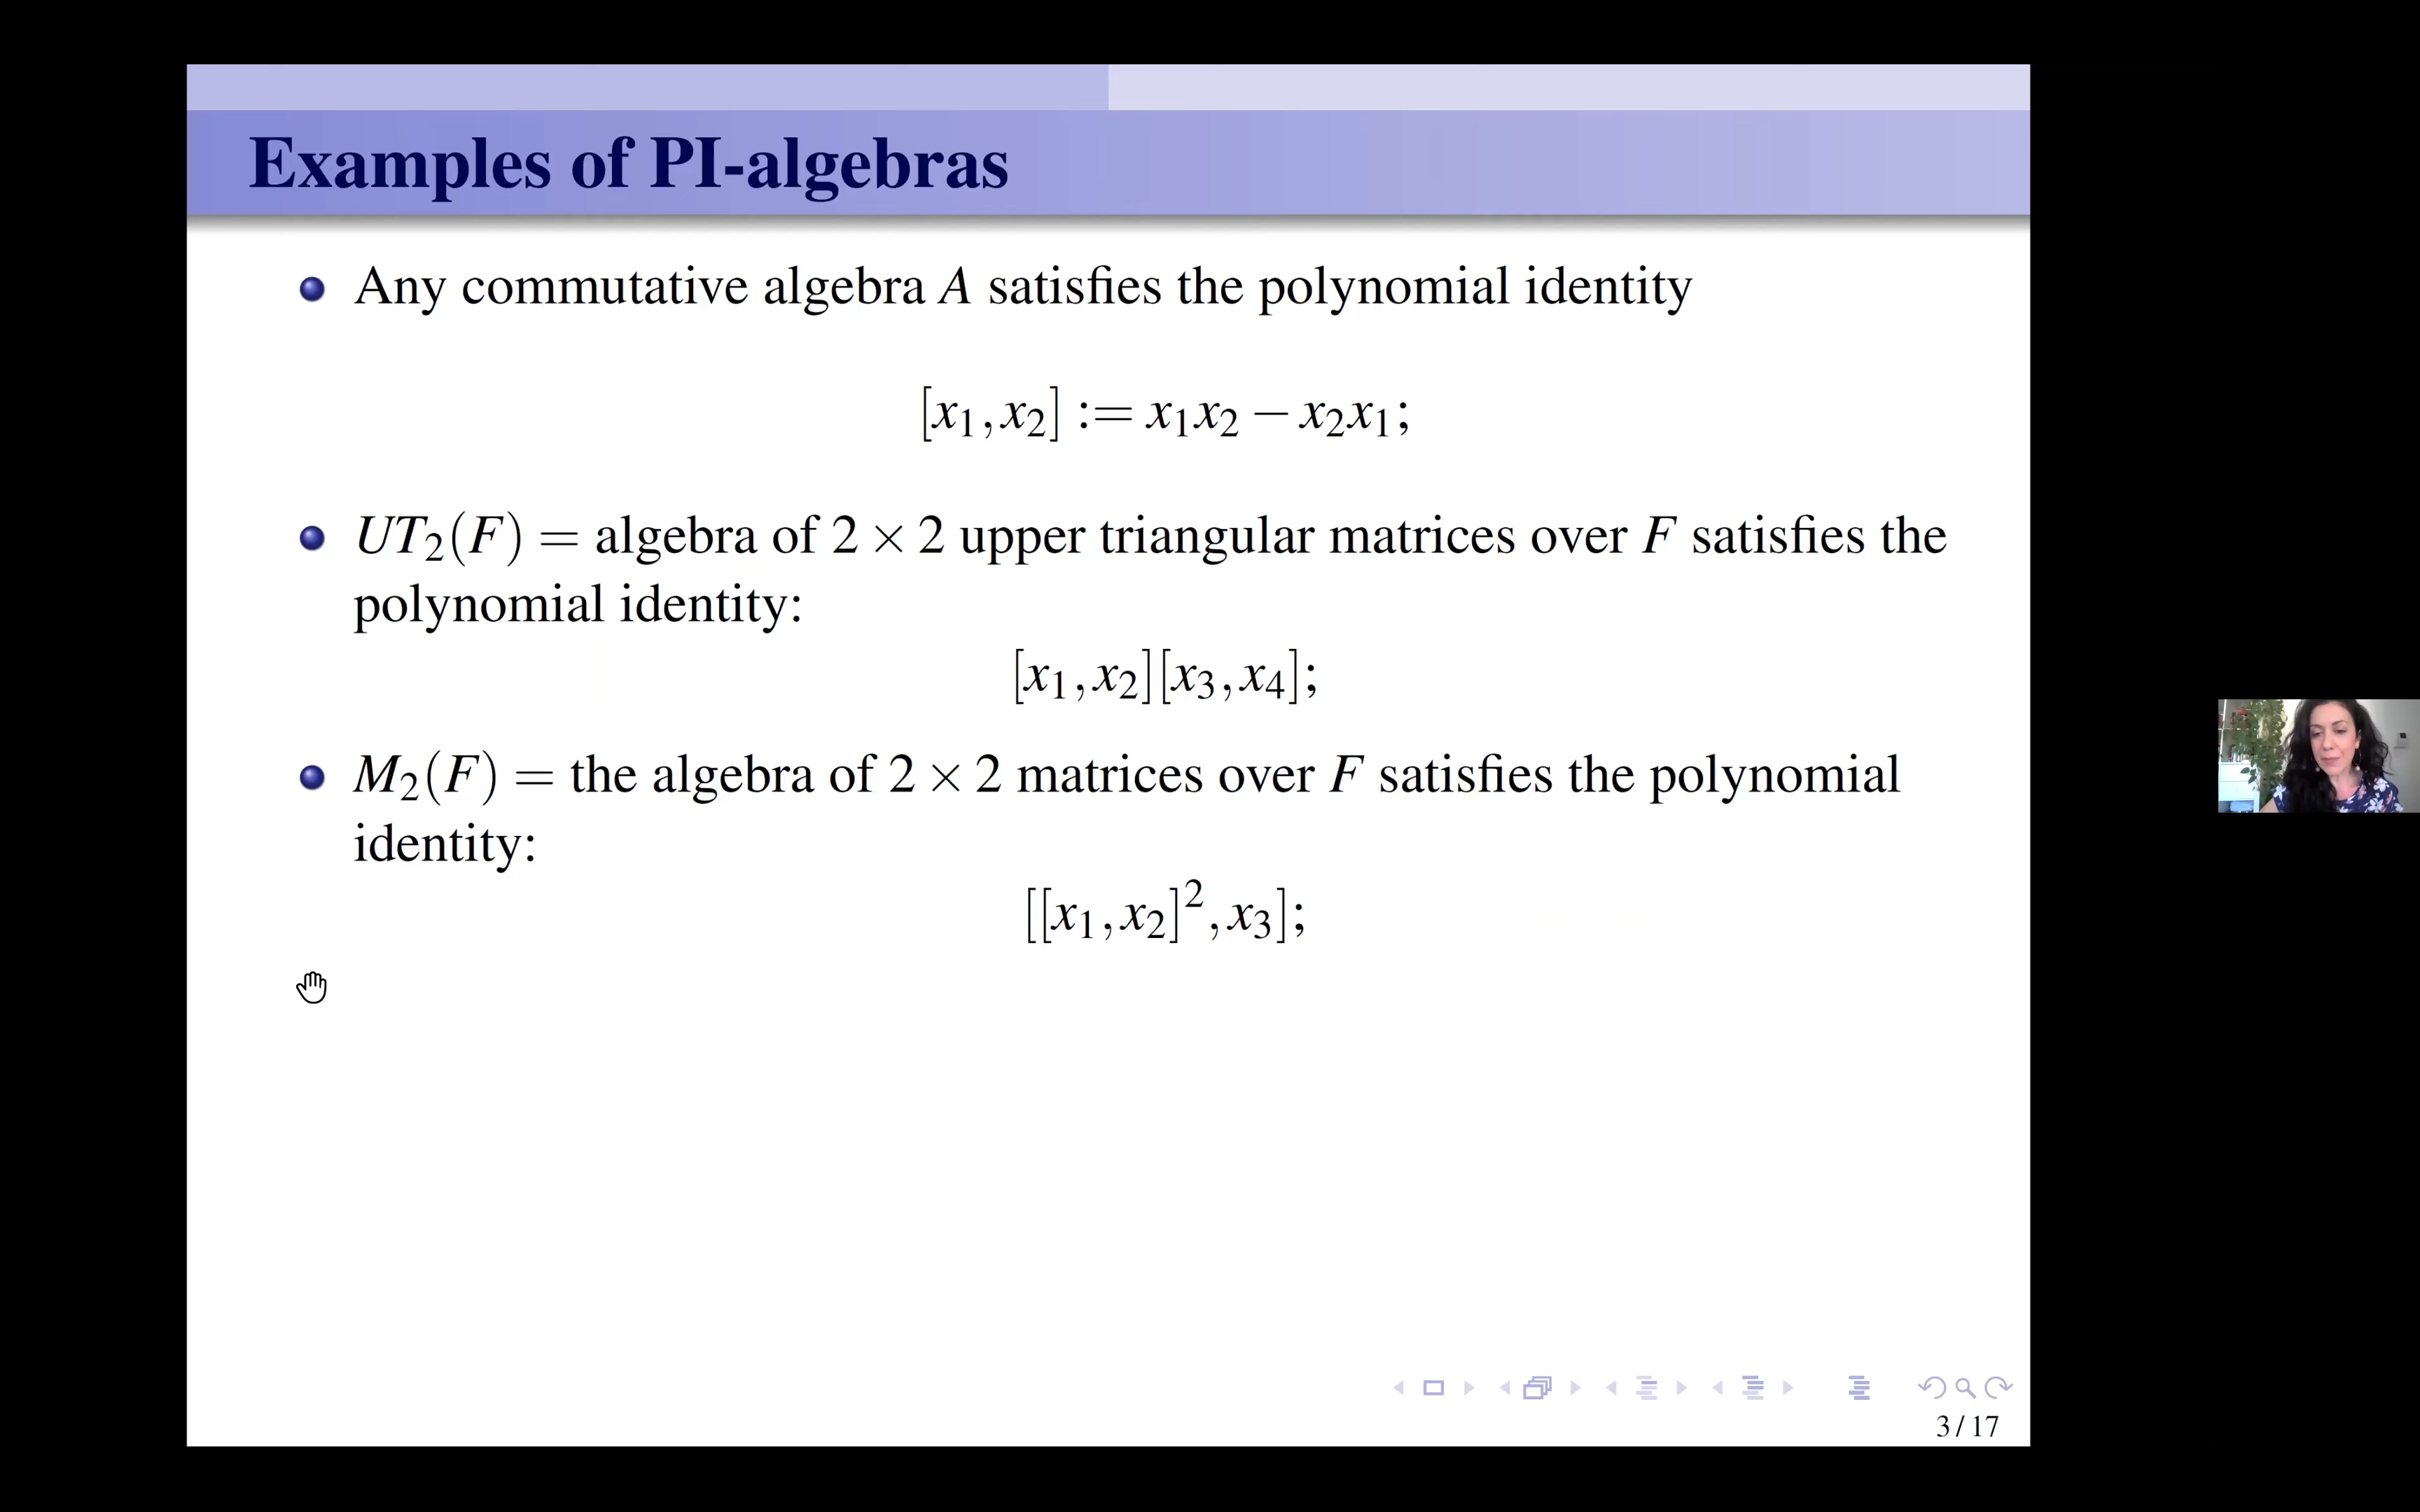 Examples of PI-algebras
Any commutative algebra A satisfies the polynomial identity
[x₁,x₂] := x₁x₂ − x₂x₁;
UT₂(F) = algebra of 2 × 2 upper triangular matrices over F satisfies the
polynomial identity:
[x₁,x₂][x₃,x₄];
M₂(F) = the algebra of 2 × 2 matrices over F satisfies the polynomial
identity:
[[x₁,x₂]²,x₃];
3 / 17